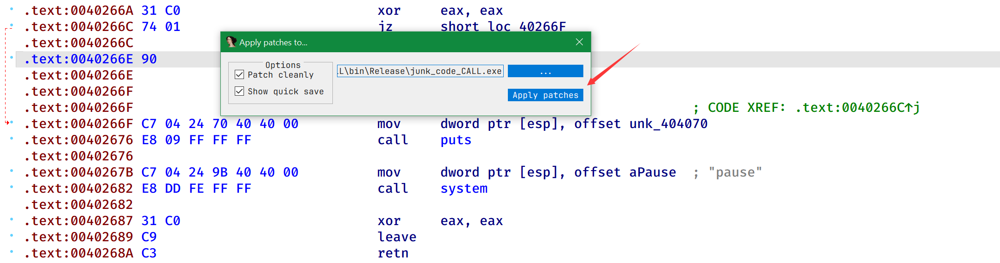 .text:0040266A 31 C0 xor eax, eax
.text:0040266C 74 01 jz short loc_40266F
.text:0040266C
.text:0040266E 90
.text:0040266E
.text:0040266F
.text:0040266F ; CODE XREF: .text:0040266C↑j
.text:0040266F C7 04 24 70 40 40 00 mov dword ptr [esp], offset unk_404070
.text:00402676 E8 09 FF FF FF call puts
.text:00402676
.text:0040267B C7 04 24 9B 40 40 00 mov dword ptr [esp], offset aPause ; "pause"
.text:00402682 E8 DD FE FF FF call system
.text:00402682
.text:00402687 31 C0 xor eax, eax
.text:00402689 C9 leave
.text:0040268A C3 retn
Apply patches to...
Options
Patch cleanly
Show quick save
.L\bin\Release\junk_code_CALL.exe
...
Apply patches